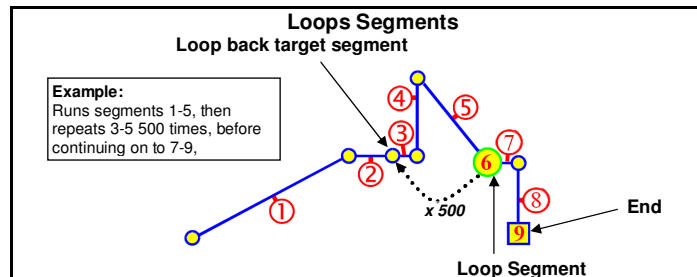 Loops Segments
Loop back target segment
Example:
Runs segments 1-5, then
repeats 3-5 500 times, before
continuing on to 7-9,
④
⑤
③
②
6
⑦
①
x 500
⑧
End
9
Loop Segment